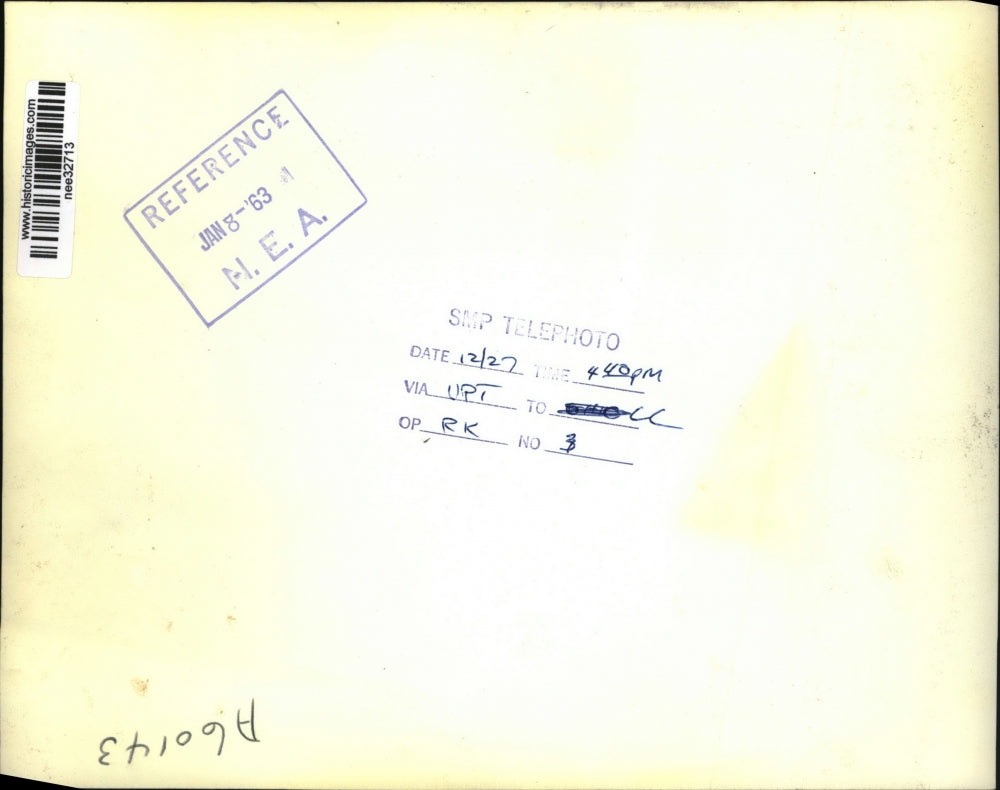 www.historicimages.com
nee32713
REFERENCE
JAN 8-'63
N. E. A.
SMP TELEPHOTO
DATE 12/27 TIME 440PM
VIA UPT TO
OP RK NO 3
A60143